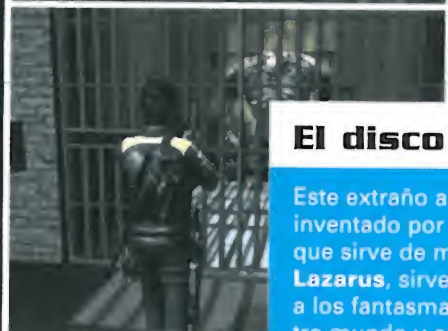 El disco
Este extraño a
inventado por
que sirve de m
Lazarus, sirve
a los fantasma